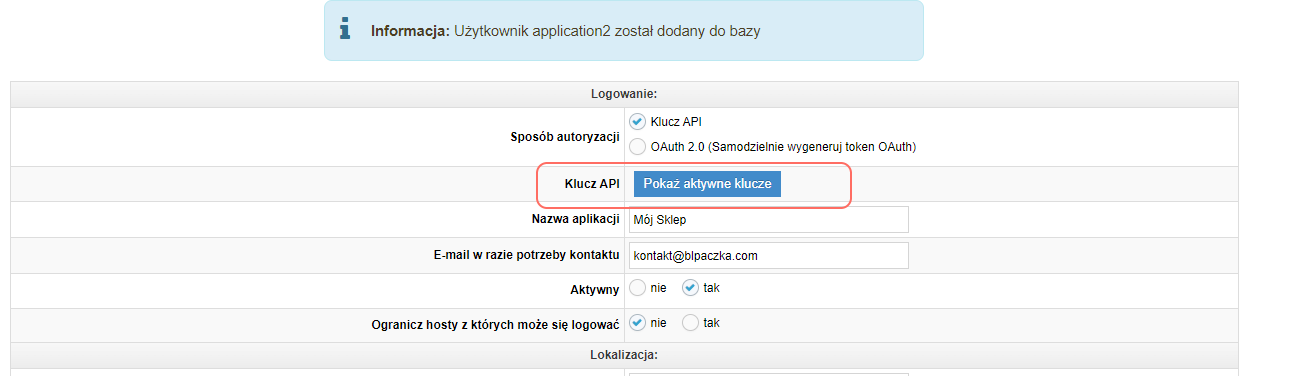 Informacja: Użytkownik application2 został dodany do bazy
Logowanie:
Sposób autoryzacji
Klucz API
OAuth 2.0 (Samodzielnie wygeneruj token OAuth)
Klucz API
Pokaż aktywne klucze
Nazwa aplikacji
Mój Sklep
E-mail w razie potrzeby kontaktu
kontakt@blpaczka.com
Aktywny
nie
tak
Ogranicz hosty z których może się logować
nie
tak
Lokalizacja: